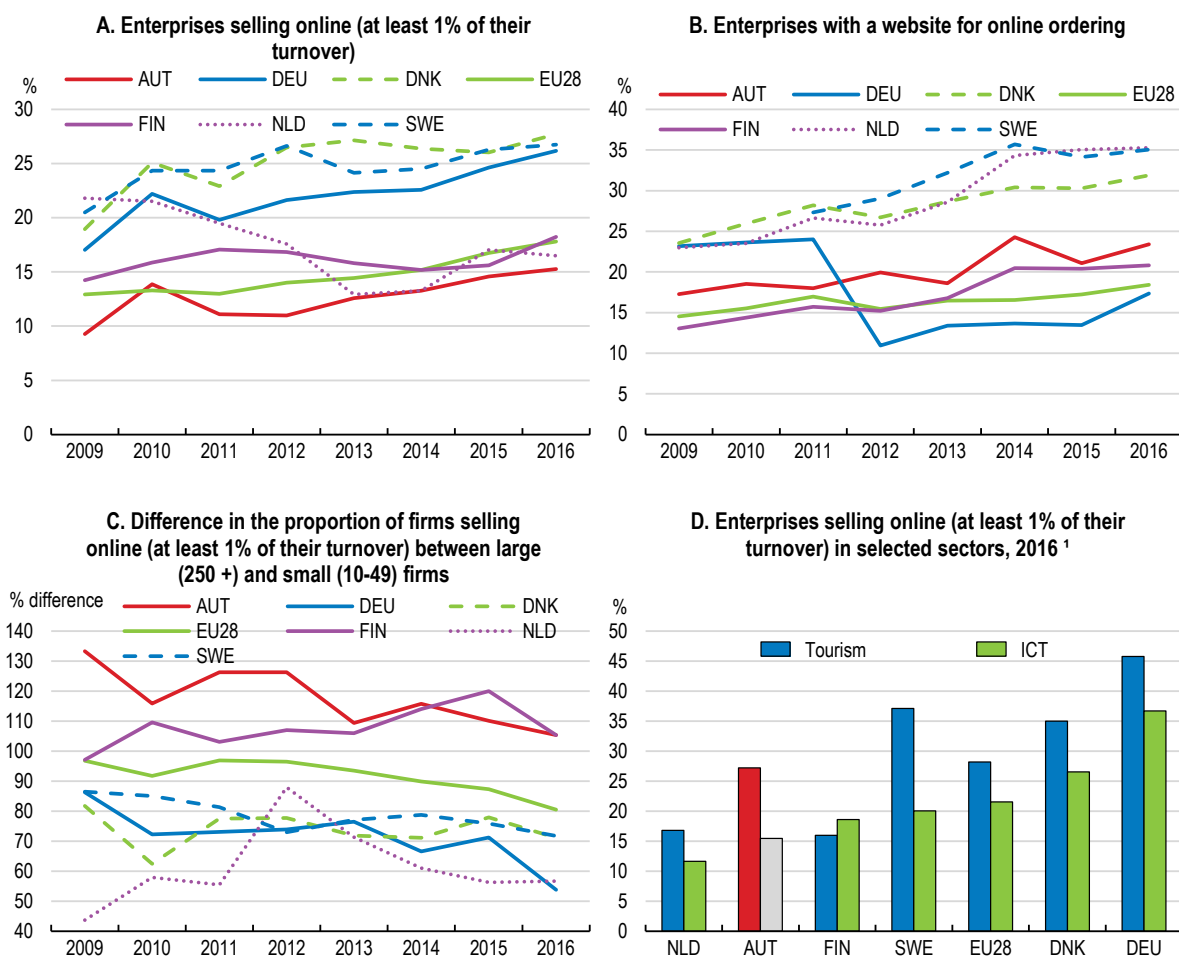 A. Enterprises selling online (at least 1% of their
turnover)
%
AUT DEU DNK EU28
FIN NLD SWE
30
25
20
15
10
5
0
2009 2010 2011 2012 2013 2014 2015 2016
B. Enterprises with a website for online ordering
%
AUT DEU DNK EU28
FIN NLD SWE
40
35
30
25
20
15
10
5
0
2009 2010 2011 2012 2013 2014 2015 2016
C. Difference in the proportion of firms selling
online (at least 1% of their turnover) between large
(250 +) and small (10-49) firms
% difference
AUT DEU DNK
EU28 FIN NLD
SWE
140
130
120
110
100
90
80
70
60
50
40
2009 2010 2011 2012 2013 2014 2015 2016
D. Enterprises selling online (at least 1% of their
turnover) in selected sectors, 2016 ¹
%
Tourism ICT
50
45
40
35
30
25
20
15
10
5
0
NLD AUT FIN SWE EU28 DNK DEU